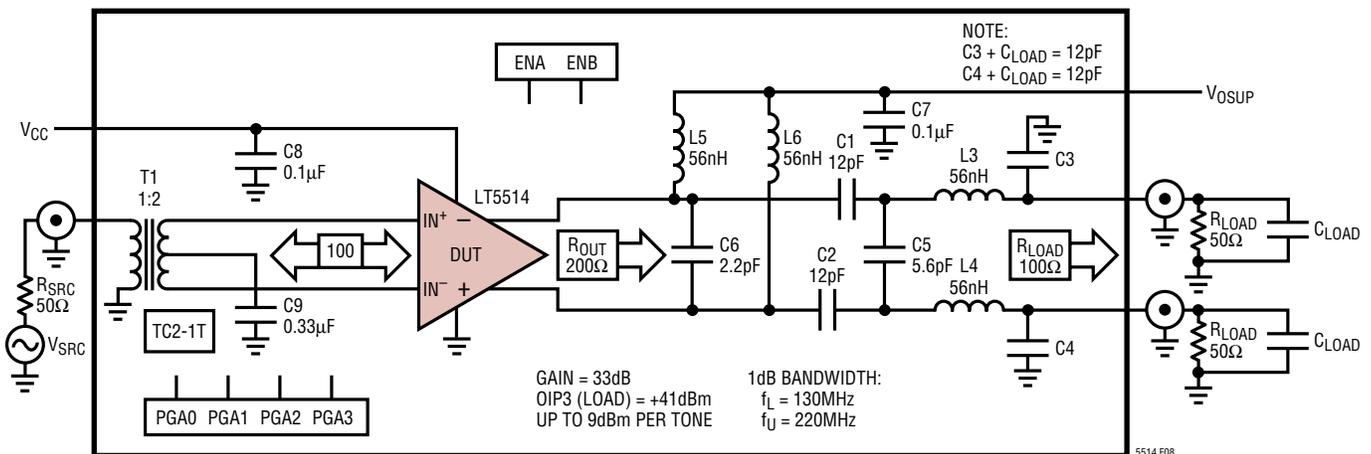 NOTE:
C3 + CLOAD = 12pF
C4 + CLOAD = 12pF
ENA ENB
VOSUP
VCC
C8
0.1µF
L5
56nH
L6
56nH
C7
0.1µF
C1
12pF
L3
56nH
C3
T1
1:2
LT5514
IN+ −
DUT
IN− +
100
ROUT
200Ω
C6
2.2pF
C2
12pF
C5
5.6pF
L4
56nH
RLOAD
100Ω
RLOAD
50Ω
CLOAD
RSRC
50Ω
VSRC
TC2-1T
C9
0.33µF
C4
RLOAD
50Ω
CLOAD
PGA0 PGA1 PGA2 PGA3
GAIN = 33dB
OIP3 (LOAD) = +41dBm
UP TO 9dBm PER TONE
1dB BANDWIDTH:
fL = 130MHz
fU = 220MHz
5514 F08